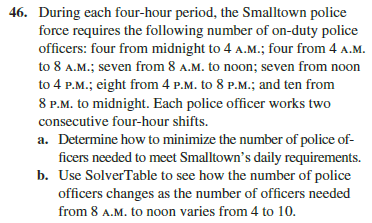 46. During each four-hour period, the Smalltown police
force requires the following number of on-duty police
officers: four from midnight to 4 A.M.; four from 4 A.M.
to 8 A.M.; seven from 8 A.M. to noon; seven from noon
to 4 P.M.; eight from 4 P.M. to 8 P.M.; and ten from
8 P.M. to midnight. Each police officer works two
consecutive four-hour shifts.
a. Determine how to minimize the number of police of-
ficers needed to meet Smalltown's daily requirements.
b. Use SolverTable to see how the number of police
officers changes as the number of officers needed
from 8 A.M. to noon varies from 4 to 10.